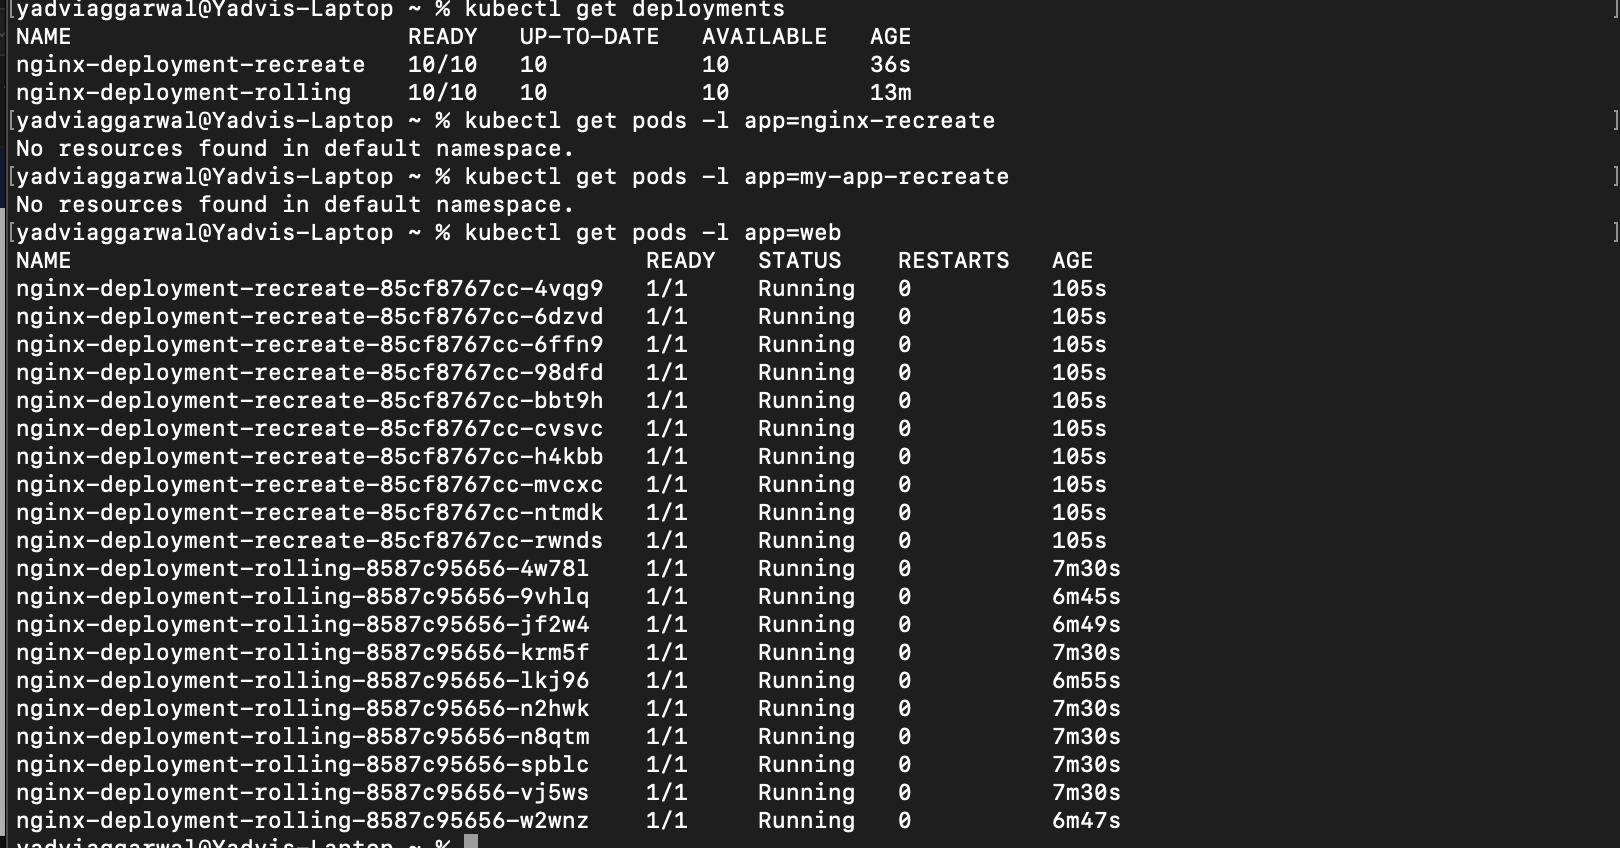 [yadviaggarwal@Yadvis-Laptop ~ % kubectl get deployments ]
NAME READY UP-TO-DATE AVAILABLE AGE
nginx-deployment-recreate 10/10 10 10 36s
nginx-deployment-rolling 10/10 10 10 13m
[yadviaggarwal@Yadvis-Laptop ~ % kubectl get pods -l app=nginx-recreate ]
No resources found in default namespace.
[yadviaggarwal@Yadvis-Laptop ~ % kubectl get pods -l app=my-app-recreate ]
No resources found in default namespace.
[yadviaggarwal@Yadvis-Laptop ~ % kubectl get pods -l app=web ]
NAME READY STATUS RESTARTS AGE
nginx-deployment-recreate-85cf8767cc-4vqg9 1/1 Running 0 105s
nginx-deployment-recreate-85cf8767cc-6dzvd 1/1 Running 0 105s
nginx-deployment-recreate-85cf8767cc-6ffn9 1/1 Running 0 105s
nginx-deployment-recreate-85cf8767cc-98dfd 1/1 Running 0 105s
nginx-deployment-recreate-85cf8767cc-bbt9h 1/1 Running 0 105s
nginx-deployment-recreate-85cf8767cc-cvsvc 1/1 Running 0 105s
nginx-deployment-recreate-85cf8767cc-h4kbb 1/1 Running 0 105s
nginx-deployment-recreate-85cf8767cc-mvcxc 1/1 Running 0 105s
nginx-deployment-recreate-85cf8767cc-ntmdk 1/1 Running 0 105s
nginx-deployment-recreate-85cf8767cc-rwnds 1/1 Running 0 105s
nginx-deployment-rolling-8587c95656-4w78l 1/1 Running 0 7m30s
nginx-deployment-rolling-8587c95656-9vhlq 1/1 Running 0 6m45s
nginx-deployment-rolling-8587c95656-jf2w4 1/1 Running 0 6m49s
nginx-deployment-rolling-8587c95656-krm5f 1/1 Running 0 7m30s
nginx-deployment-rolling-8587c95656-lkj96 1/1 Running 0 6m55s
nginx-deployment-rolling-8587c95656-n2hwk 1/1 Running 0 7m30s
nginx-deployment-rolling-8587c95656-n8qtm 1/1 Running 0 7m30s
nginx-deployment-rolling-8587c95656-spblc 1/1 Running 0 7m30s
nginx-deployment-rolling-8587c95656-vj5ws 1/1 Running 0 7m30s
nginx-deployment-rolling-8587c95656-w2wnz 1/1 Running 0 6m47s
yadviaggarwal@Yadvis-Laptop ~ %